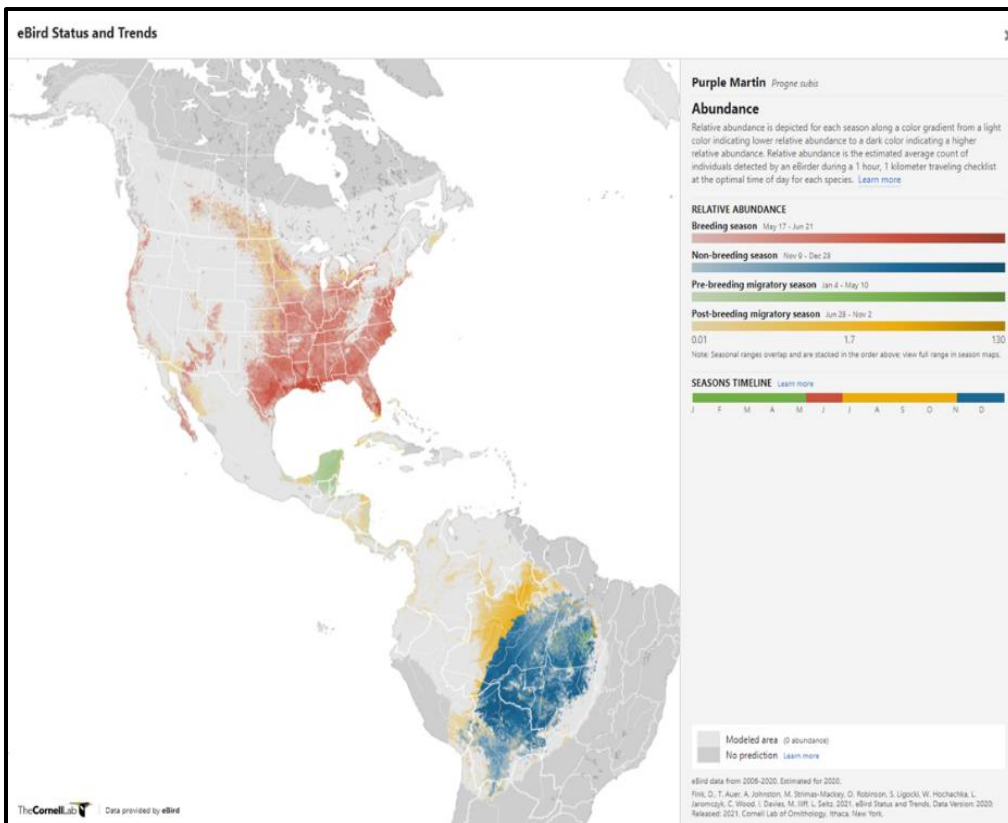 eBird Status and Trends
Purple Martin Progne subis
Abundance
Relative abundance is depicted for each season along a color gradient from a light
color indicating lower relative abundance to a dark color indicating a higher
relative abundance. Relative abundance is the estimated average count of
individuals detected by an eBirder during a 1 hour, 1 kilometer traveling checklist
at the optimal time of day for each species. Learn more
RELATIVE ABUNDANCE
Breeding season May 17 - Jun 21
Non-breeding season Nov 9 - Dec 28
Pre-breeding migratory season Jan 4 - May 10
Post-breeding migratory season Jun 28 - Nov 2
0.01 1.7 130
Note: Seasonal ranges overlap and are stacked in the order above; view full range in season maps.
SEASONS TIMELINE Learn more
J F M A M J J A S O N D
Modeled area (0 abundance)
No prediction Learn more
eBird data from 2006-2020. Estimated for 2020.
Fink, D., T. Auer, A. Johnston, M. Strimas-Mackey, O. Robinson, S. Ligocki, W. Hochachka, L.
Jaromczyk, C. Wood, I. Davies, M. Iliff, L. Seitz. 2021. eBird Status and Trends, Data Version: 2020;
Released: 2021. Cornell Lab of Ornithology, Ithaca, New York.
TheCornellLab Data provided by eBird